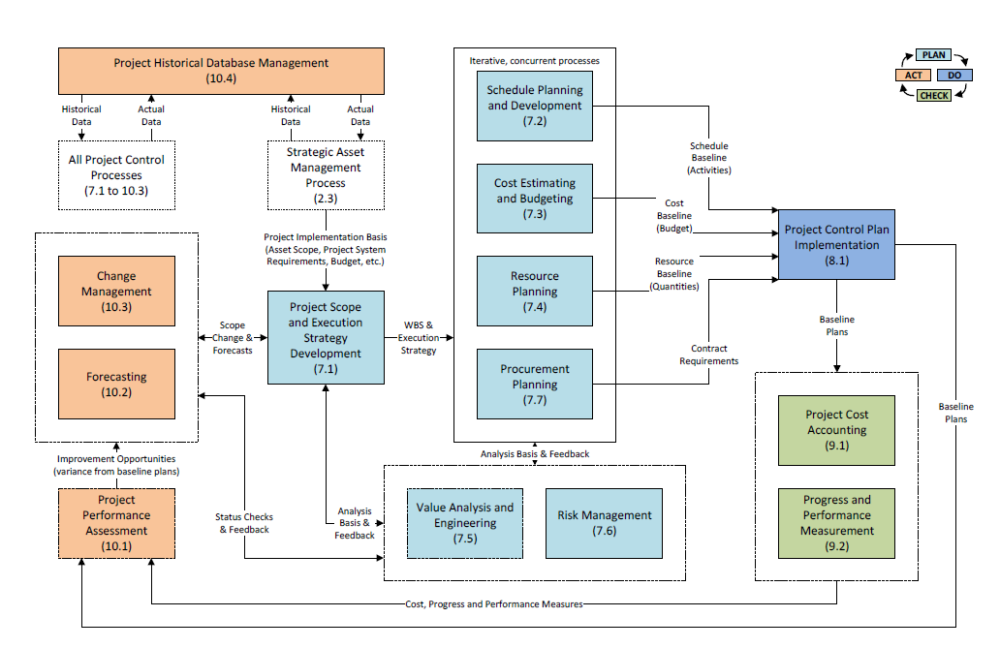 Project Historical Database Management
(10.4)
Historical
Data
Actual
Data
Historical
Data
Actual
Data
All Project Control
Processes
(7.1 to 10.3)
Strategic Asset
Management
Process
(2.3)
Project Implementation Basis
(Asset Scope, Project System
Requirements, Budget, etc.)
Change
Management
(10.3)
Forecasting
(10.2)
Scope
Change &
Forecasts
Project Scope
and Execution
Strategy
Development
(7.1)
WBS &
Execution
Strategy
Improvement Opportunities
(variance from baseline plans)
Project
Performance
Assessment
(10.1)
Status Checks
& Feedback
Analysis
Basis &
Feedback
Iterative, concurrent processes
Schedule Planning
and Development
(7.2)
Cost Estimating
and Budgeting
(7.3)
Resource
Planning
(7.4)
Procurement
Planning
(7.7)
Analysis Basis & Feedback
Value Analysis and
Engineering
(7.5)
Risk Management
(7.6)
Schedule
Baseline
(Activities)
Cost
Baseline
(Budget)
Resource
Baseline
(Quantities)
Contract
Requirements
PLAN
ACT
DO
CHECK
Project Control Plan
Implementation
(8.1)
Baseline
Plans
Project Cost
Accounting
(9.1)
Progress and
Performance
Measurement
(9.2)
Baseline
Plans
Cost, Progress and Performance Measures